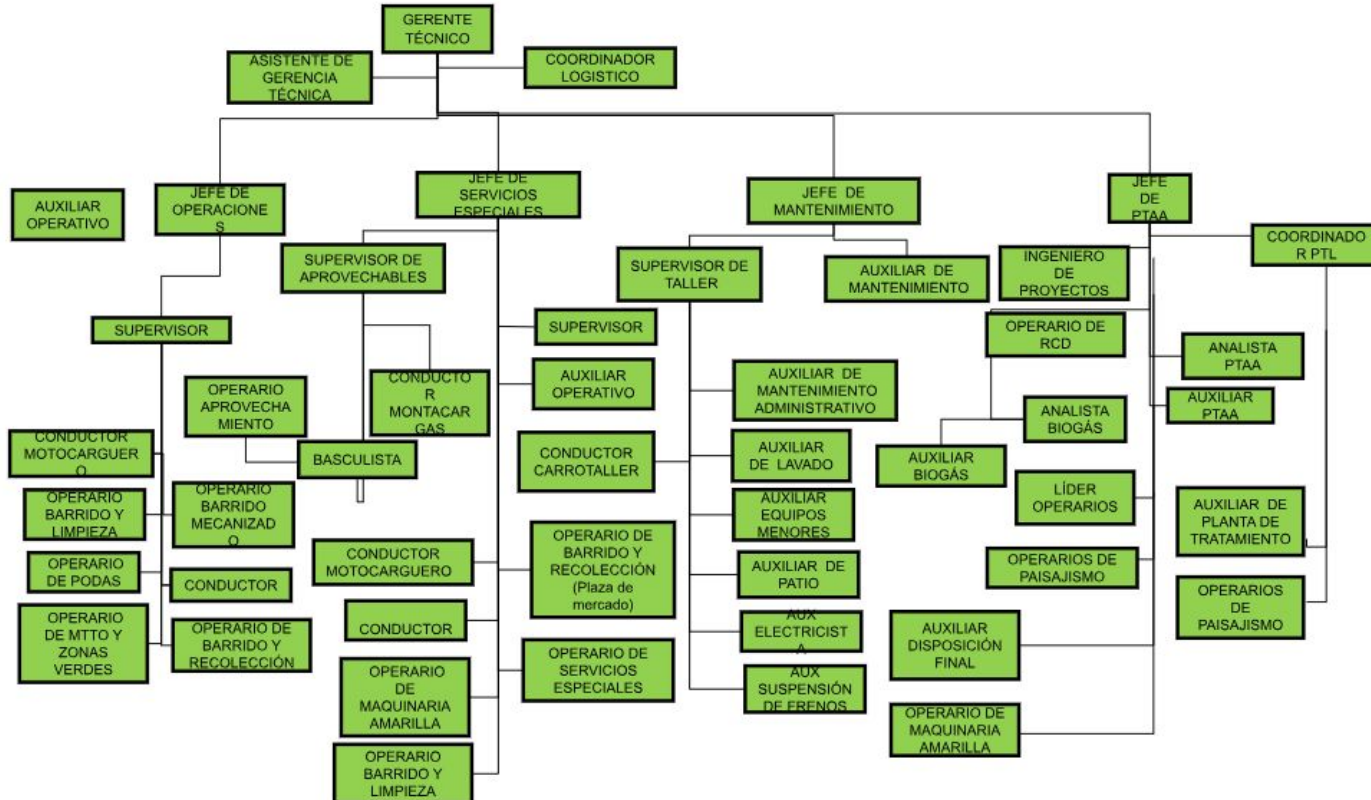 GERENTE
TÉCNICO
ASISTENTE DE
GERENCIA
TÉCNICA
COORDINADOR
LOGISTICO
AUXILIAR
OPERATIVO
JEFE DE
OPERACIONE
S
JEFE DE
SERVICIOS
ESPECIALES
JEFE DE
MANTENIMIENTO
JEFE
DE
PTAA
SUPERVISOR DE
APROVECHABLES
SUPERVISOR DE
TALLER
AUXILIAR DE
MANTENIMIENTO
INGENIERO
DE
PROYECTOS
COORDINADO
R PTL
SUPERVISOR
SUPERVISOR
OPERARIO DE
RCD
ANALISTA
PTAA
OPERARIO
APROVECHA
MIENTO
CONDUCTO
R
MONTACAR
GAS
AUXILIAR
OPERATIVO
AUXILIAR DE
MANTENIMIENTO
ADMINISTRATIVO
ANALISTA
BIOGÁS
AUXILIAR
PTAA
CONDUCTOR
MOTOCARGUER
O
BASCULISTA
CONDUCTOR
CARROTALLER
AUXILIAR
DE LAVADO
AUXILIAR
BIOGÁS
OPERARIO
BARRIDO Y
LIMPIEZA
OPERARIO
BARRIDO
MECANIZAD
O
AUXILIAR
EQUIPOS
MENORES
LÍDER
OPERARIOS
AUXILIAR DE
PLANTA DE
TRATAMIENTO
OPERARIO
DE PODAS
CONDUCTOR
CONDUCTOR
MOTOCARGUERO
OPERARIO DE
BARRIDO Y
RECOLECCIÓN
(Plaza de
mercado)
AUXILIAR DE
PATIO
OPERARIOS DE
PAISAJISMO
OPERARIOS
DE
PAISAJISMO
OPERARIO
DE MTTO Y
ZONAS
VERDES
OPERARIO DE
BARRIDO Y
RECOLECCIÓN
CONDUCTOR
OPERARIO
DE
MAQUINARIA
AMARILLA
OPERARIO DE
SERVICIOS
ESPECIALES
AUX
ELECTRICIST
A
AUX
SUSPENSIÓN
DE FRENOS
AUXILIAR
DISPOSICIÓN
FINAL
OPERARIO DE
MAQUINARIA
AMARILLA
OPERARIO
BARRIDO Y
LIMPIEZA